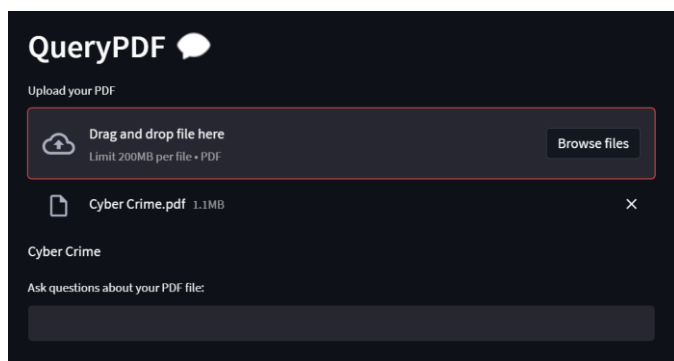 QueryPDF
Upload your PDF
Drag and drop file here
Limit 200MB per file • PDF
Browse files
Cyber Crime.pdf 1.1MB
Cyber Crime
Ask questions about your PDF file: